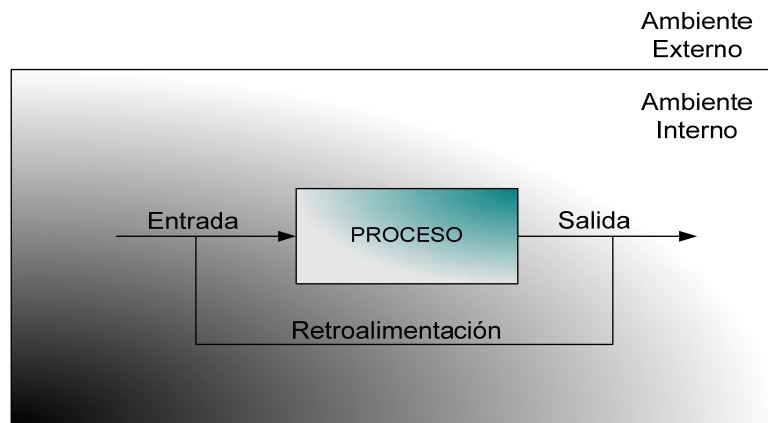 Ambiente
Externo
Ambiente
Interno
Entrada
PROCESO
Salida
Retroalimentación